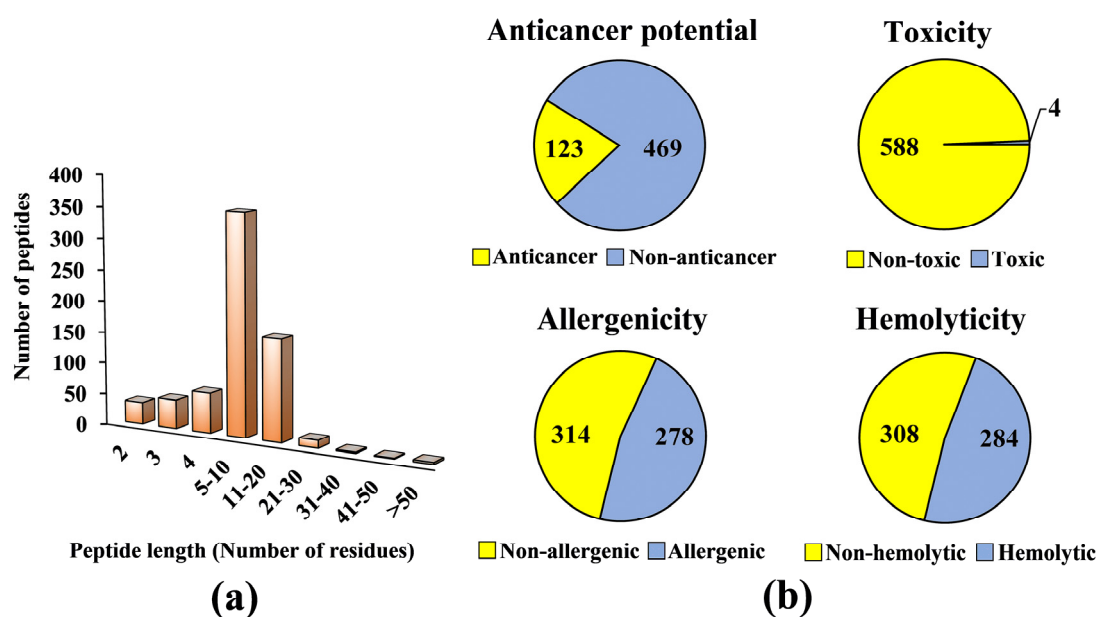 Number of peptides
400
350
300
250
200
150
100
50
0
2
3
4
5-10
11-20
21-30
31-40
41-50
>50
Peptide length (Number of residues)
(a)
Anticancer potential
123
469
Anticancer Non-anticancer
Toxicity
588
4
Non-toxic Toxic
Allergenicity
314
278
Non-allergenic Allergenic
Hemolyticity
308
284
Non-hemolytic Hemolytic
(b)